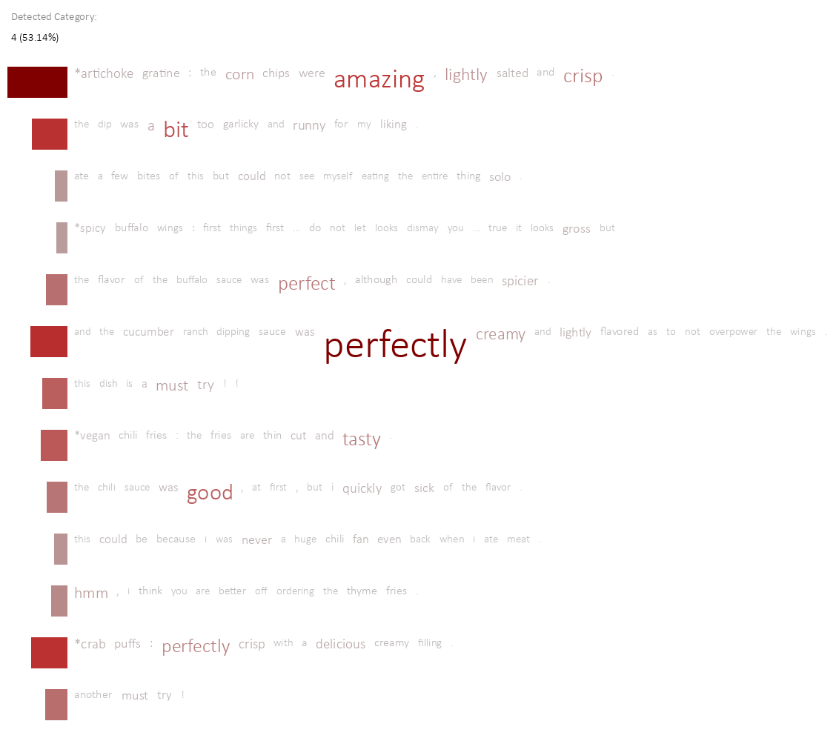 Detected Category:
4 (53.14%)
*artichoke gratine : the corn chips were amazing , lightly salted and crisp .
the dip was a bit too garlicky and runny for my liking .
ate a few bites of this but could not see myself eating the entire thing solo .
*spicy buffalo wings : first things first ... do not let looks dismay you ... true it looks gross but
the flavor of the buffalo sauce was perfect , although could have been spicier .
and the cucumber ranch dipping sauce was perfectly creamy and lightly flavored as to not overpower the wings .
this dish is a must try ! !
*vegan chili fries : the fries are thin cut and tasty .
the chili sauce was good , at first , but i quickly got sick of the flavor .
this could be because i was never a huge chili fan even back when i ate meat .
hmm , i think you are better off ordering the thyme fries .
*crab puffs : perfectly crisp with a delicious creamy filling .
another must try !